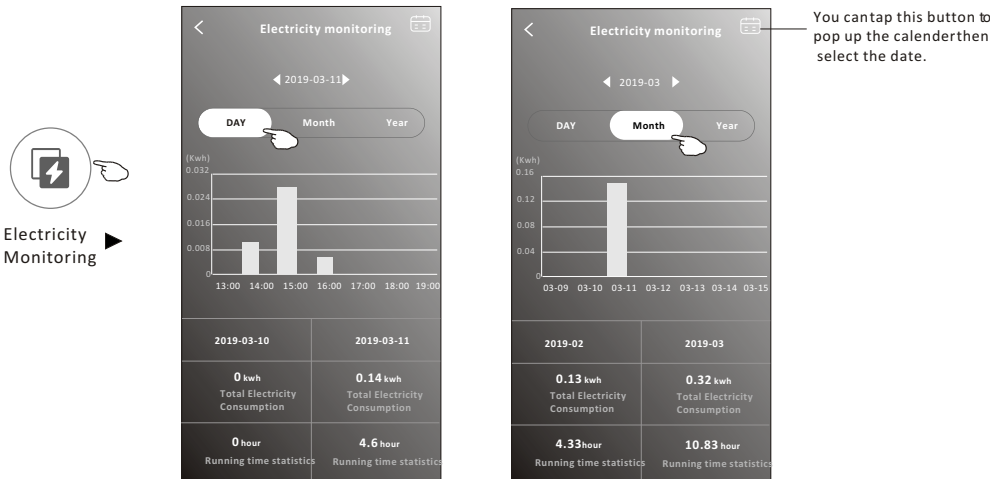 Electricity
Monitoring
Electricity monitoring
2019-03-11
DAY Month Year
(Kwh)
0.032
0.024
0.016
0.008
0
13:00 14:00 15:00 16:00 17:00 18:00 19:00
2019-03-10 2019-03-11
0 kwh 0.14 kwh
Total Electricity Total Electricity
Consumption Consumption
0 hour 4.6 hour
Running time statistics Running time statistics
Electricity monitoring
2019-03
DAY Month Year
(Kwh)
0.16
0.12
0.08
0.04
0
03-09 03-10 03-11 03-12 03-13 03-14 03-15
2019-02 2019-03
0.13 kwh 0.32 kwh
Total Electricity Total Electricity
Consumption Consumption
4.33hour 10.83 hour
Running time statistics Running time statistics
You cantap this button to
pop up the calenderthen
select the date.